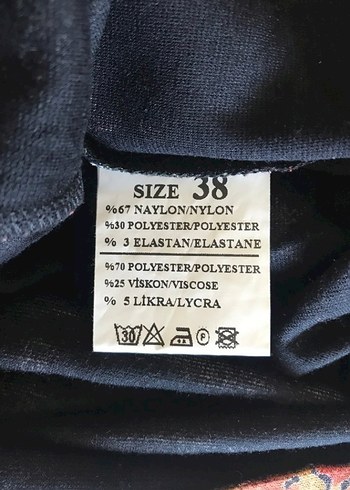 SIZE 38
%67 NAYLON/NYLON
%30 POLYESTER/POLYESTER
% 3 ELASTAN/ELASTANE
%70 POLYESTER/POLYESTER
%25 VİSKON/VISCOSE
% 5 LİKRA/LYCRA
30 F